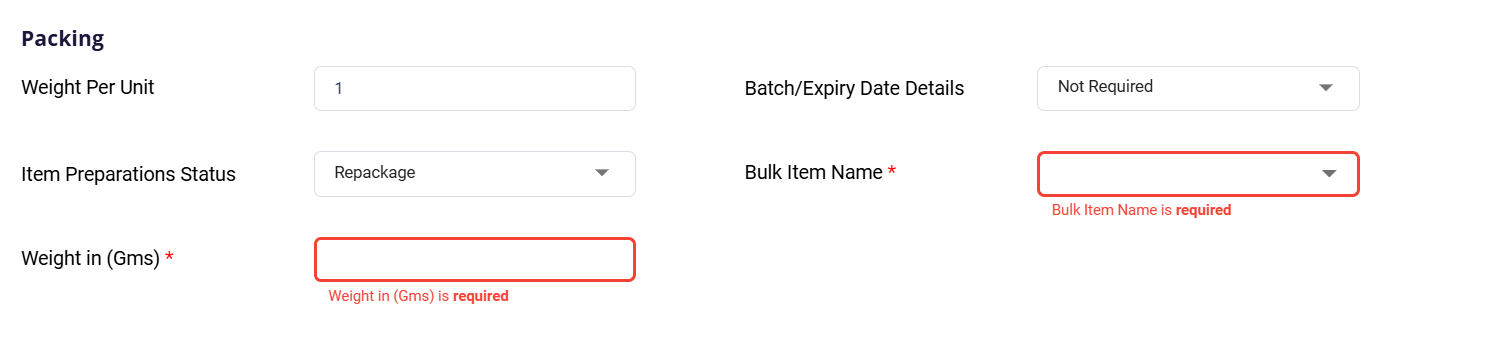 Packing
Weight Per Unit
1
Batch/Expiry Date Details
Not Required
Item Preparations Status
Repackage
Bulk Item Name *
Bulk Item Name is required
Weight in (Gms) *
Weight in (Gms) is required